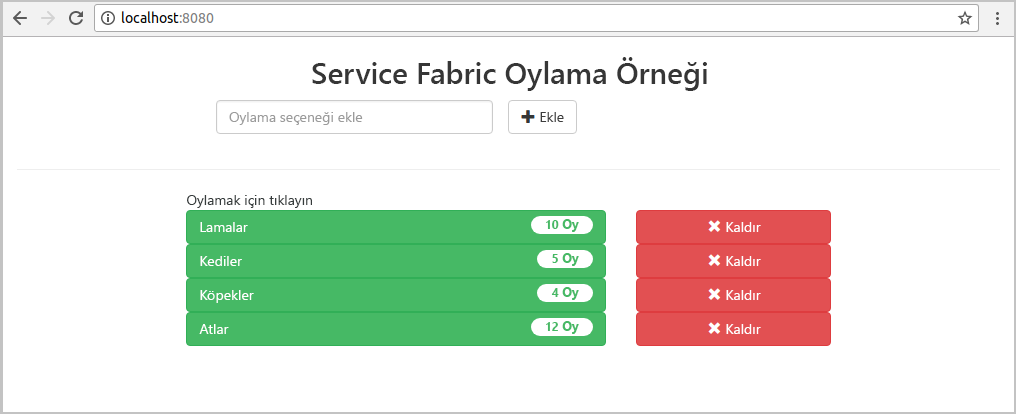 localhost:8080
Service Fabric Oylama Örneği
Oylama seçeneği ekle
Ekle
Oylamak için tıklayın
Lamalar 10 Oy Kaldır
Kediler 5 Oy Kaldır
Köpekler 4 Oy Kaldır
Atlar 12 Oy Kaldır